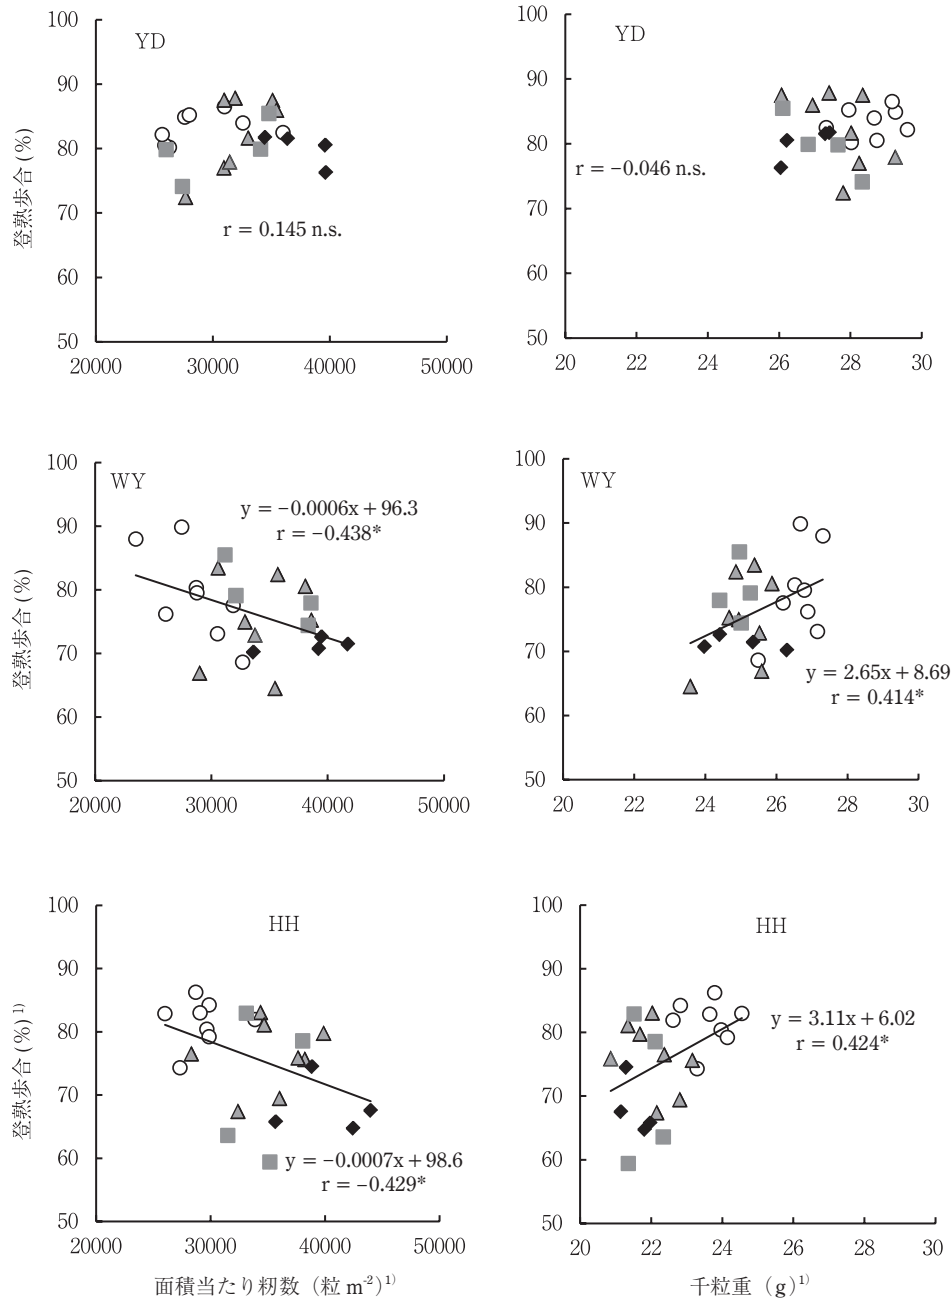 100
90
80
70
60
50
YD
r = 0.145 n.s.
登熟歩合 (%)
20000 30000 40000 50000
100
90
80
70
60
50
YD
r = −0.046 n.s.
20 22 24 26 28 30
100
90
80
70
60
50
WY
y = −0.0006x + 96.3
r = −0.438*
登熟歩合 (%)
20000 30000 40000 50000
100
90
80
70
60
50
WY
y = 2.65x + 8.69
r = 0.414*
20 22 24 26 28 30
100
90
80
70
60
50
HH
y = −0.0007x + 98.6
r = −0.429*
登熟歩合 (%)1)
20000 30000 40000 50000
面積当たり籾数（粒 m-2)1)
100
90
80
70
60
50
HH
y = 3.11x + 6.02
r = 0.424*
20 22 24 26 28 30
千粒重（g)1)